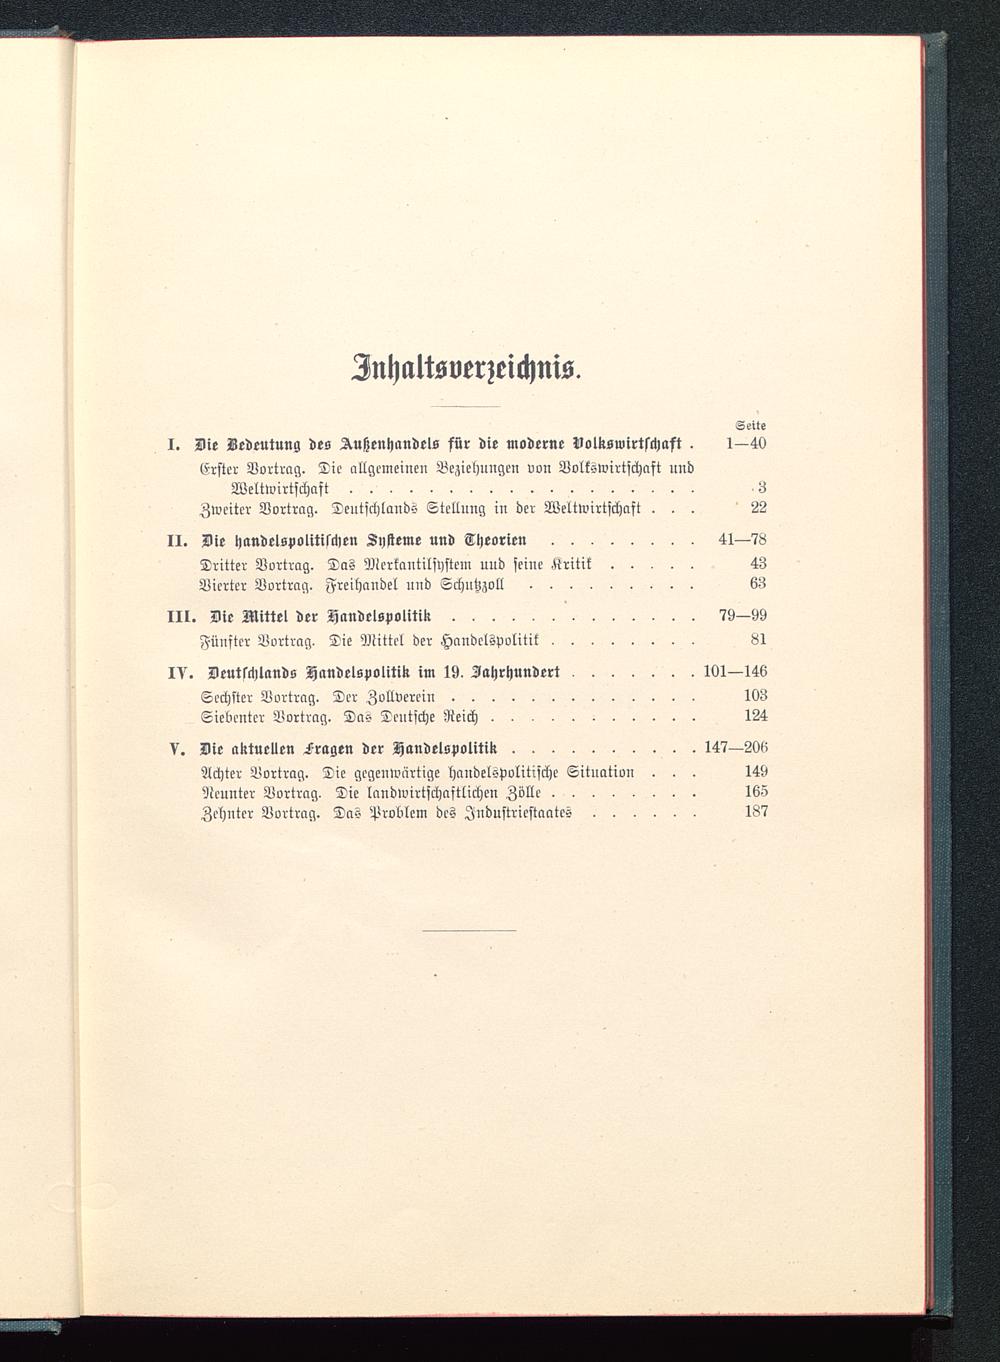 Inhaltsverzeichnis.
Seite
I. Die Bedeutung des Außenhandels für die moderne Volkswirtschaft . 1—40
Erster Vortrag. Die allgemeinen Beziehungen von Volkswirtschaft und
Weltwirtschaft . . . . . . . . . . . . . . . . . . 3
Zweiter Vortrag. Deutschlands Stellung in der Weltwirtschaft . . . 22
II. Die handelspolitischen Systeme und Theorien . . . . . . . . 41—78
Dritter Vortrag. Das Merkantilsystem und seine Kritik . . . . . 43
Vierter Vortrag. Freihandel und Schutzzoll . . . . . . . . . 63
III. Die Mittel der Handelspolitik . . . . . . . . . . . . . 79—99
Fünfter Vortrag. Die Mittel der Handelspolitik . . . . . . . . 81
IV. Deutschlands Handelspolitik im 19. Jahrhundert . . . . . . . 101—146
Sechster Vortrag. Der Zollverein . . . . . . . . . . . . . 103
Siebenter Vortrag. Das Deutsche Reich . . . . . . . . . . . 124
V. Die aktuellen Fragen der Handelspolitik . . . . . . . . . . 147—206
Achter Vortrag. Die gegenwärtige handelspolitische Situation . . . 149
Neunter Vortrag. Die landwirtschaftlichen Zölle . . . . . . . . 165
Zehnter Vortrag. Das Problem des Industriestaates . . . . . . 187